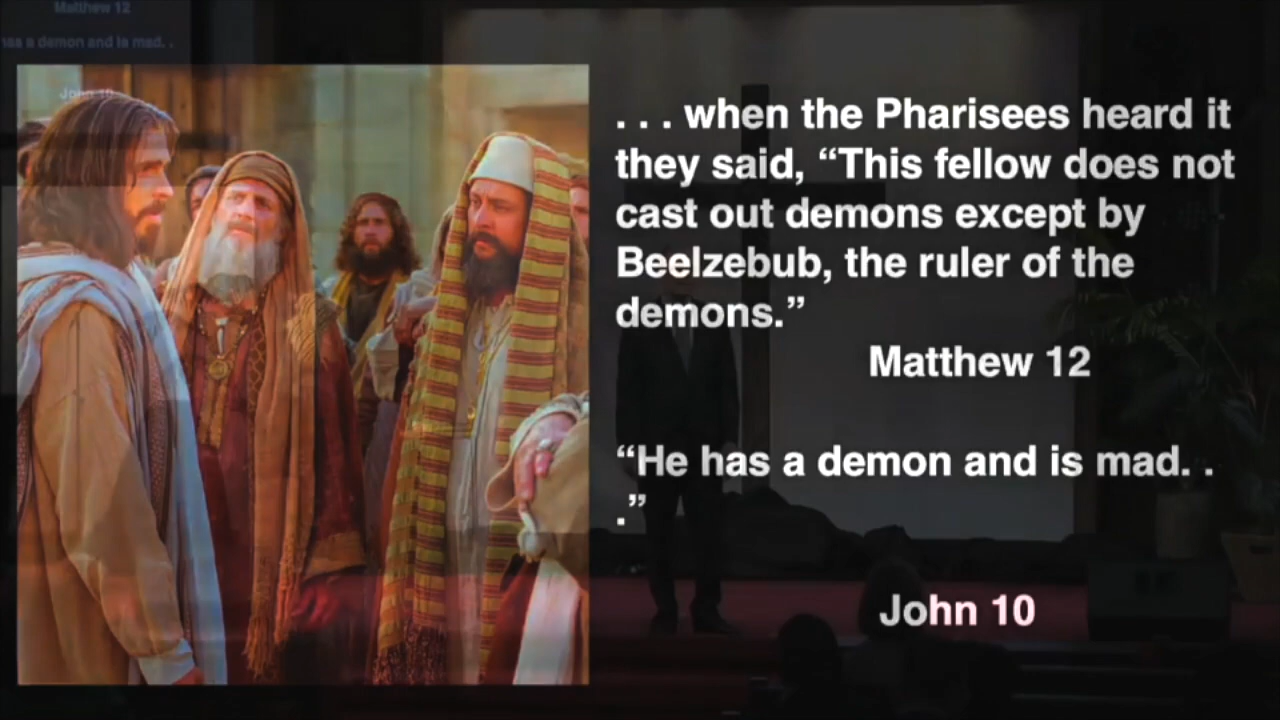 Matthew 12
has a demon and is mad. .
John 10
. . . when the Pharisees heard it
they said, “This fellow does not
cast out demons except by
Beelzebub, the ruler of the
demons.”
Matthew 12
“He has a demon and is mad. .
.”
John 10